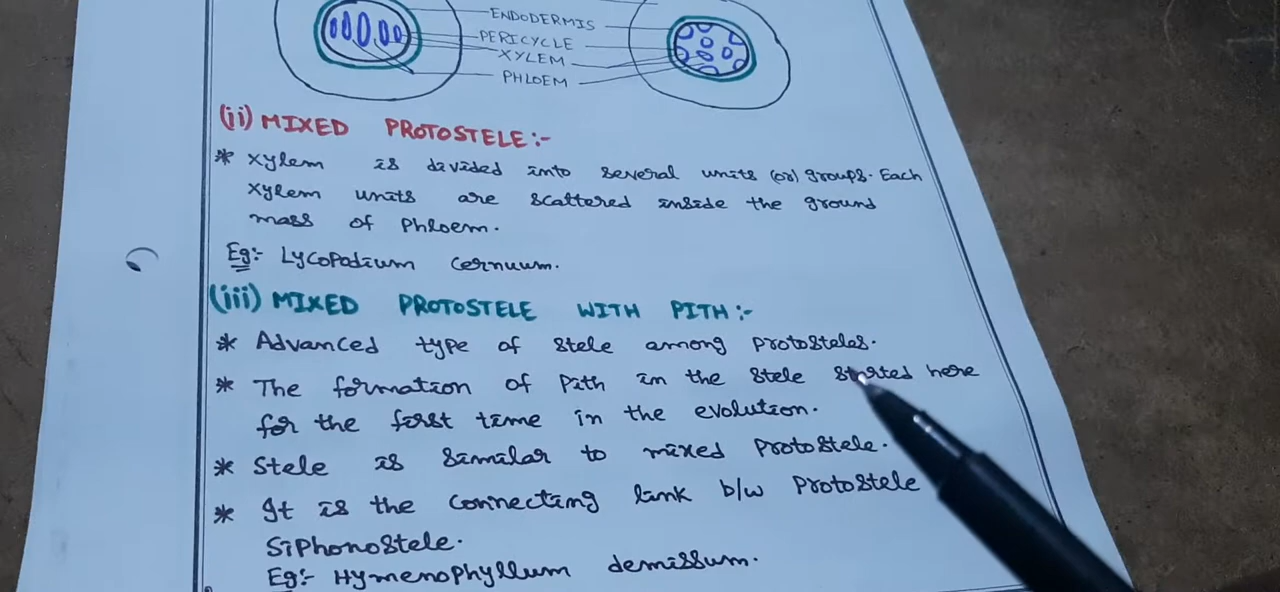 ENDODERMIS
PERICYCLE
XYLEM
PHLOEM
(ii) MIXED PROTOSTELE:-
* Xylem is divided into several units (or) groups. Each
Xylem units are scattered inside the ground
mass of Phloem.
Eg:- Lycopodium cernuum.
(iii) MIXED PROTOSTELE WITH PITH:-
* Advanced type of stele among Protosteles.
* The formation of Pith in the stele started here
for the first time in the evolution.
* Stele is similar to mixed Protostele.
* It is the connecting link b/w Protostele
Siphonostele.
Eg:- Hymenophyllum demissum.